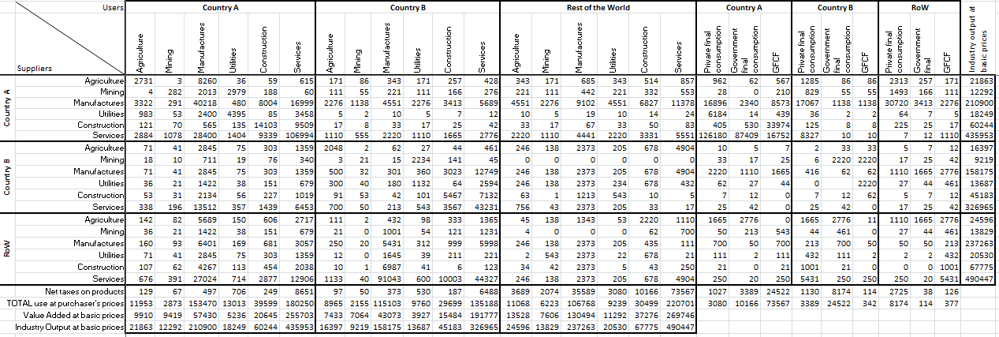 Users Country A Country B Rest of the World Country A Country B RoW Industry output at basic prices
Suppliers Agriculture Mining Manufactures Utilities Construction Services Agriculture Mining Manufactures Utilities Construction Services Agriculture Mining Manufactures Utilities Construction Services Private final consumption Government final consumption GFCF Private final consumption Government final consumption GFCF Private final consumption Government final GFCF
Country A
Agriculture 2731 3 8260 36 59 615 171 86 343 171 257 428 343 171 685 343 514 857 962 62 567 1285 86 86 2313 257 171 21863
Mining 4 282 2013 2979 188 60 111 55 221 111 166 276 221 111 442 221 332 553 28 0 210 829 55 55 1493 166 111 12292
Manufactures 3322 291 40218 480 8004 16999 2276 1138 4551 2276 3413 5689 4551 2276 9102 4551 6827 11378 16896 2340 8573 17067 1138 1138 30720 3413 2276 210900
Utilities 983 53 2400 4395 85 3458 5 2 10 5 7 12 10 5 19 10 14 24 6184 14 439 36 2 2 64 7 5 18249
Construction 121 70 565 135 14103 9509 17 8 33 17 25 42 33 17 67 33 50 83 405 530 33974 125 8 8 225 25 17 60244
Services 2884 1078 28400 1404 9339 106994 1110 555 2220 1110 1665 2776 2220 1110 4441 2220 3331 5551 126180 87409 16752 8327 10 10 7 12 1110 435953
Country B
Agriculture 71 41 2845 75 303 1359 2048 2 62 27 44 461 246 138 2373 205 678 4904 10 5 7 2 33 33 5 7 12 16397
Mining 18 10 711 19 76 340 3 21 15 2234 141 45 0 0 0 0 0 0 33 17 25 6 2220 2220 17 25 42 9219
Manufactures 71 41 2845 75 303 1359 500 32 301 360 3023 12749 246 138 2373 205 678 4904 2220 1110 1665 416 62 62 1110 1665 2776 158175
Utilities 36 21 1422 38 151 679 300 40 180 1132 64 2594 246 138 2373 234 678 432 62 27 44 0 2220 27 44 461 13687
Construction 53 31 2134 56 227 1019 91 53 42 101 5467 7132 63 1 1213 543 10 5 7 12 0 7 12 62 5 7 12 45183
Services 338 196 13512 357 1439 6453 700 50 213 543 3567 43231 756 43 2373 205 33 17 25 42 0 25 42 0 17 25 42 326965
RoW
Agriculture 142 82 5689 150 606 2717 111 2 432 98 333 1365 45 138 1343 53 2220 1110 1665 2776 0 1665 2776 11 1110 1665 2776 24596
Mining 36 21 1422 38 151 679 21 0 1001 54 121 1231 4 0 0 0 62 700 50 213 543 44 461 0 27 44 461 13829
Manufactures 160 93 6401 169 681 3057 250 20 5431 312 999 5998 246 138 2373 205 435 111 700 50 700 213 700 50 50 50 213 237263
Utilities 71 41 2845 75 303 1359 12 0 1645 39 211 221 2 543 2373 22 678 21 111 2 111 432 111 2 2 2 432 20530
Construction 107 62 4267 113 454 2038 10 1 6987 41 6 123 34 42 2373 5 43 250 21 0 21 1001 21 0 0 0 1001 67775
Services 676 391 27024 714 2877 12906 1133 40 91043 600 10003 44327 246 138 2373 205 678 4904 250 20 250 5431 250 250 250 20 5431 490447
Net taxes on products 129 67 497 706 249 8651 97 50 373 530 187 6488 3689 2074 35589 3080 10166 73567 1027 3389 24522 1130 8174 114 2725 38 126
TOTAL use at purchaser's prices 11953 2873 153470 13013 39599 180250 8965 2155 115103 9760 29699 135188 11068 6223 106768 9239 30499 220701 3080 10166 73567 3389 24522 342 8174 114 377
Value Added at basic prices 9910 9419 57430 5236 20645 255703 7433 7064 43073 3927 15484 191777 13528 7606 130494 11292 37276 269746
Industry Output at basic prices 21863 12292 210900 18249 60244 435953 16397 9219 158175 13687 45183 326965 24596 13829 237263 20530 67775 490447